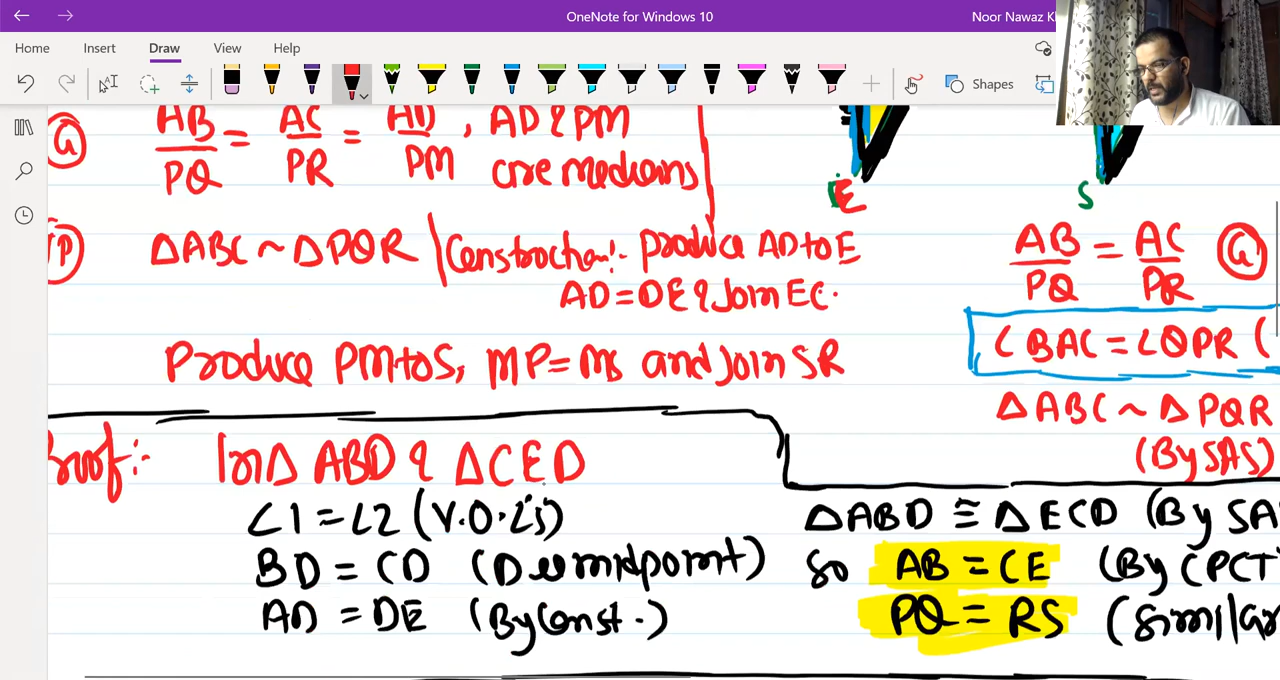 OneNote for Windows 10
Noor Nawaz
Home Insert Draw View Help
Shapes
G AB/PQ = AC/PR = AD/PM , AD & PM
are medians
TP) ΔABC ~ ΔPQR | Construction:- produce AD to E
AD = DE & Join EC.
Produce PM to S, MP = MS and Join SR
E
S
AB/PQ = AC/PR G
∠BAC = ∠QPR (
ΔABC ~ ΔPQR
(By SAS)
Proof:- In Δ ABD & ΔCED
∠1 = ∠2 (V.O.∠'s)
BD = CD (D is midpoint)
AD = DE (By Const.)
ΔABD ≅ ΔECD (By SA
So AB = CE (By CPCT
PQ = RS (Similar